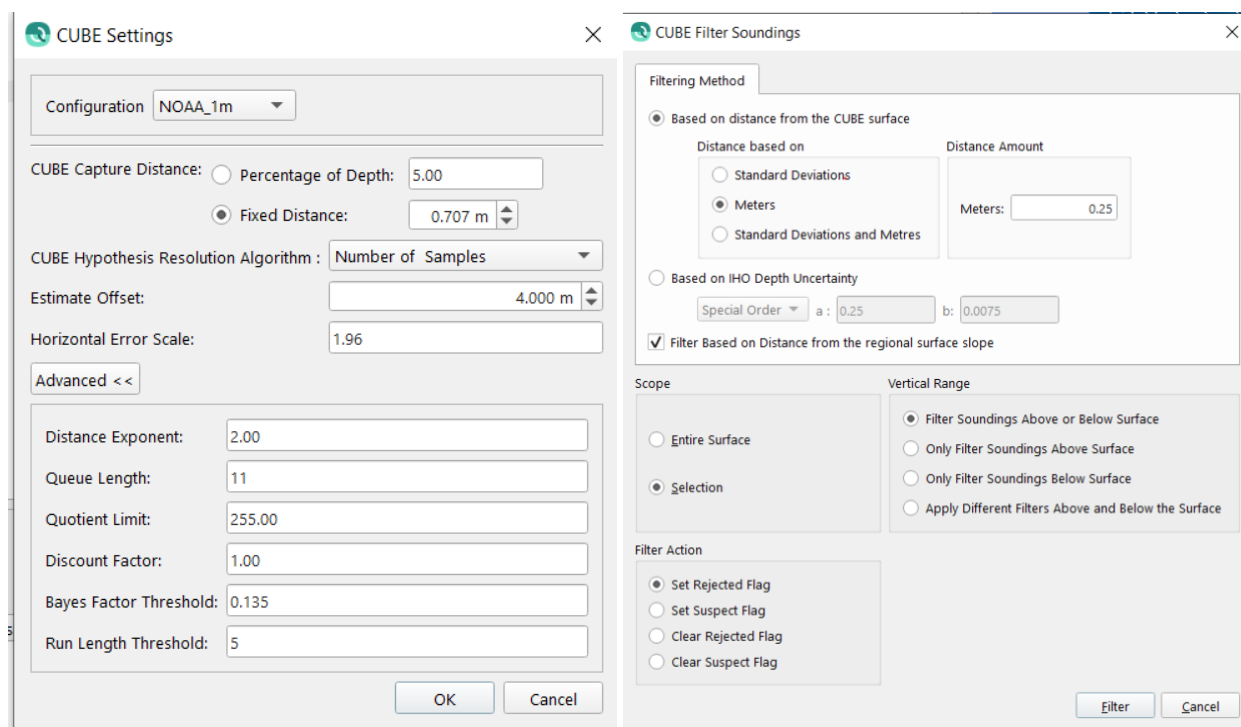 CUBE Settings
Configuration NOAA_1m
CUBE Capture Distance: Percentage of Depth: 5.00
Fixed Distance: 0.707 m
CUBE Hypothesis Resolution Algorithm : Number of Samples
Estimate Offset: 4.000 m
Horizontal Error Scale: 1.96
Advanced <<
Distance Exponent: 2.00
Queue Length: 11
Quotient Limit: 255.00
Discount Factor: 1.00
Bayes Factor Threshold: 0.135
Run Length Threshold: 5
OK Cancel
CUBE Filter Soundings
Filtering Method
Based on distance from the CUBE surface
Distance based on
Standard Deviations
Meters
Standard Deviations and Metres
Distance Amount
Meters: 0.25
Based on IHO Depth Uncertainty
Special Order a : 0.25 b: 0.0075
Filter Based on Distance from the regional surface slope
Scope
Entire Surface
Selection
Vertical Range
Filter Soundings Above or Below Surface
Only Filter Soundings Above Surface
Only Filter Soundings Below Surface
Apply Different Filters Above and Below the Surface
Filter Action
Set Rejected Flag
Set Suspect Flag
Clear Rejected Flag
Clear Suspect Flag
Filter Cancel